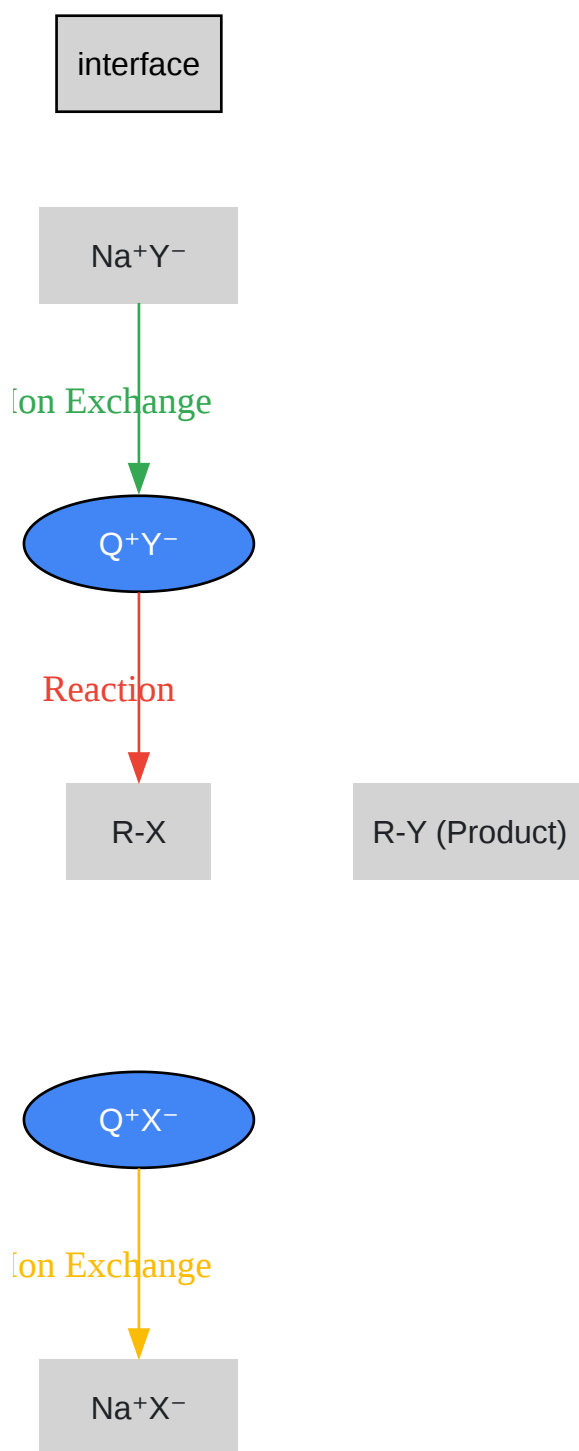 interface
Na⁺Y⁻
Ion Exchange
Q⁺Y⁻
Reaction
R-X
R-Y (Product)
Q⁺X⁻
Ion Exchange
Na⁺X⁻